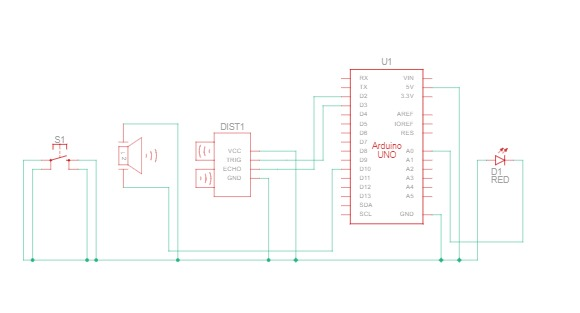 U1
RX
TX
D2
D3
D4
D5
D6
D7
D8
D9
D10
D11
D12
D13
SDA
SCL
Arduino
UNO
VIN
5V
3.3V
AREF
IOREF
RES
A0
A1
A2
A3
A4
A5
GND
S1
DIST1
VCC
TRIG
ECHO
GND
D1
RED